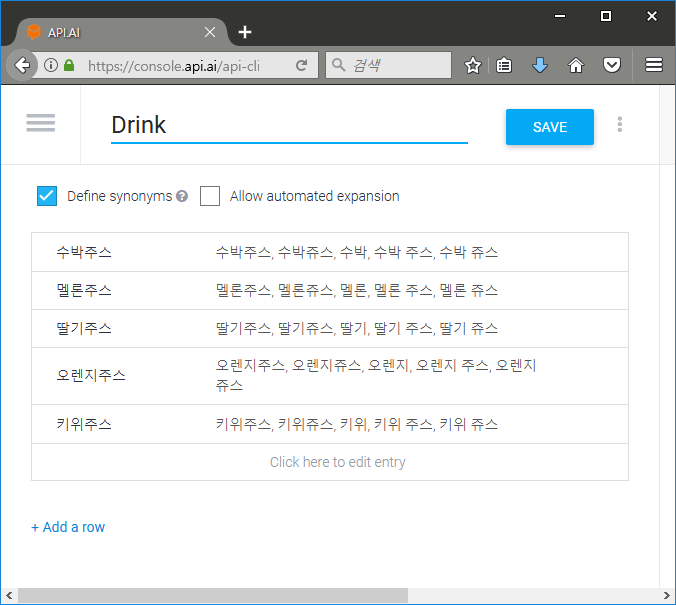 API.AI
https://console.api.ai/api-cli
검색
Drink
SAVE
Define synonyms ?
Allow automated expansion
수박주스 수박주스, 수박쥬스, 수박, 수박 주스, 수박 쥬스
멜론주스 멜론주스, 멜론쥬스, 멜론, 멜론 주스, 멜론 쥬스
딸기주스 딸기주스, 딸기쥬스, 딸기, 딸기 주스, 딸기 쥬스
오렌지주스 오렌지주스, 오렌지쥬스, 오렌지, 오렌지 주스, 오렌지
쥬스
키위주스 키위주스, 키위쥬스, 키위, 키위 주스, 키위 쥬스
Click here to edit entry
+ Add a row